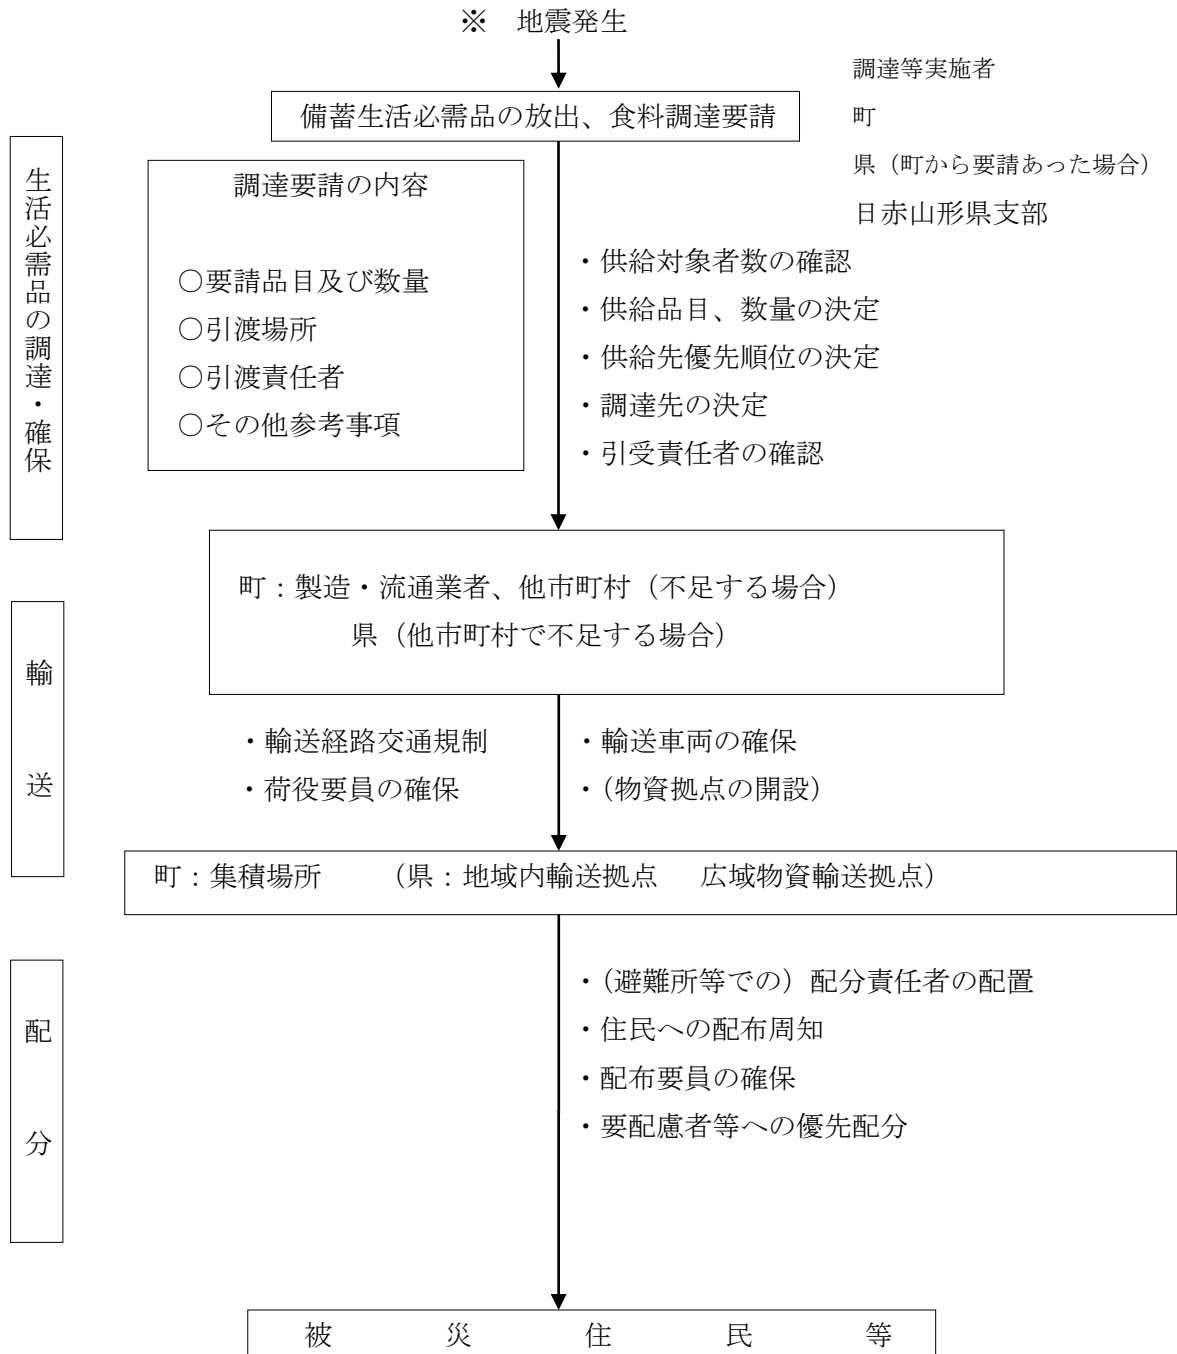 ※　地震発生
調達等実施者
備蓄生活必需品の放出、食料調達要請
町
県（町から要請あった場合）
日赤山形県支部
生活必需品の調達・確保
調達要請の内容
○要請品目及び数量
○引渡場所
○引渡責任者
○その他参考事項
・供給対象者数の確認
・供給品目、数量の決定
・供給先優先順位の決定
・調達先の決定
・引受責任者の確認
町：製造・流通業者、他市町村（不足する場合）
県（他市町村で不足する場合）
輸送
・輸送経路交通規制
・荷役要員の確保
・輸送車両の確保
・（物資拠点の開設）
町：集積場所　　（県：地域内輸送拠点　広域物資輸送拠点）
配分
・（避難所等での）配分責任者の配置
・住民への配布周知
・配布要員の確保
・要配慮者等への優先配分
被災住民等